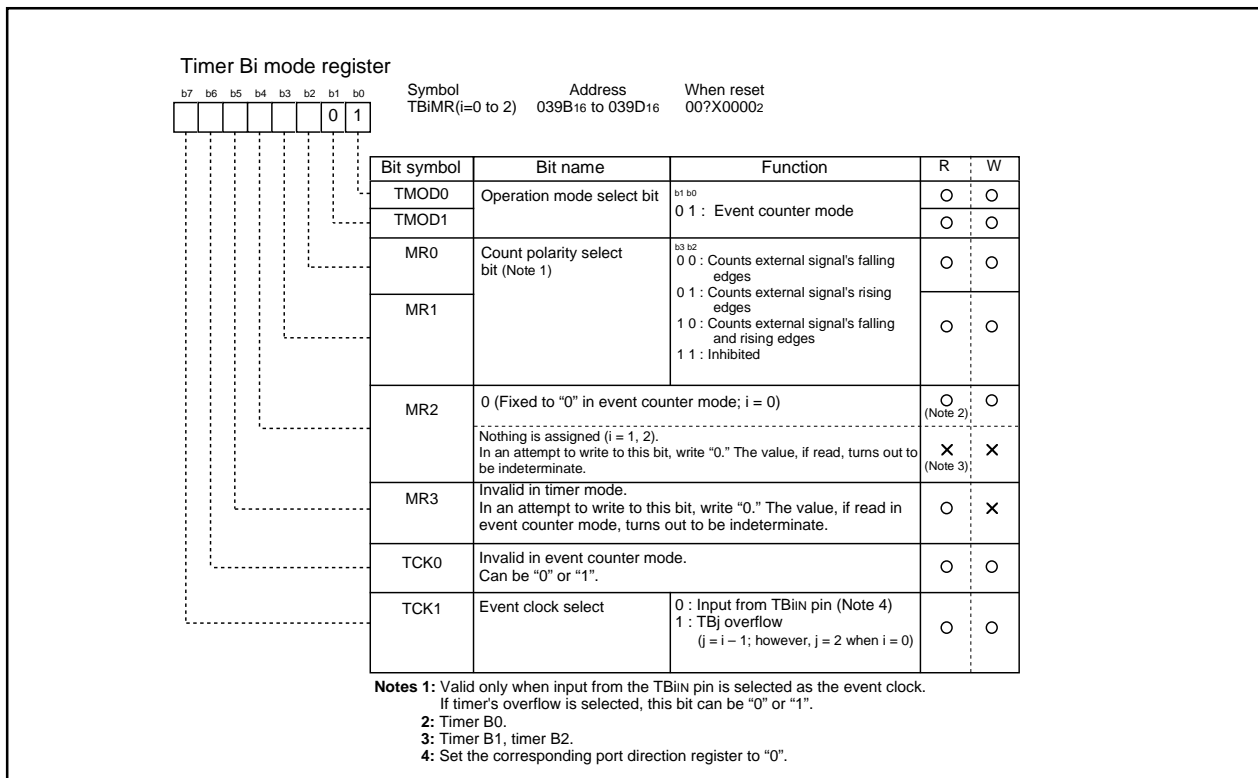 Timer Bi mode register
Symbol Address When reset
TBiMR(i=0 to 2) 039B16 to 039D16 00?X00002
b7 b6 b5 b4 b3 b2 b1 b0
0 1
Bit symbol Bit name Function R W
TMOD0 Operation mode select bit b1 b0
0 1 : Event counter mode
TMOD1
MR0 Count polarity select
bit (Note 1)
b3 b2
0 0 : Counts external signal's falling
edges
0 1 : Counts external signal's rising
edges
MR1
1 0 : Counts external signal's falling
and rising edges
1 1 : Inhibited
MR2 0 (Fixed to “0” in event counter mode; i = 0)
(Note 2)
Nothing is assigned (i = 1, 2).
In an attempt to write to this bit, write “0.” The value, if read, turns out to
be indeterminate.
(Note 3)
MR3 Invalid in timer mode.
In an attempt to write to this bit, write “0.” The value, if read in
event counter mode, turns out to be indeterminate.
TCK0 Invalid in event counter mode.
Can be “0” or “1”.
TCK1 Event clock select 0 : Input from TBiIN pin (Note 4)
1 : TBj overflow
(j = i – 1; however, j = 2 when i = 0)
Notes 1: Valid only when input from the TBiIN pin is selected as the event clock.
If timer's overflow is selected, this bit can be “0” or “1”.
2: Timer B0.
3: Timer B1, timer B2.
4: Set the corresponding port direction register to “0”.